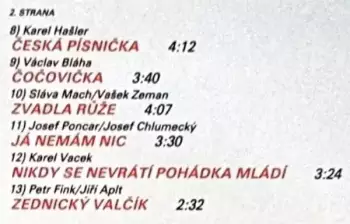 2. STRANA
8) Karel Hašler
ČESKÁ PÍSNIČKA 4:12
9) Václav Bláha
ČOČOVIČKA 3:40
10) Sláva Mach/Vašek Zeman
ZVADLA RŮŽE 4:07
11) Josef Poncar/Josef Chlumecký
JÁ NEMÁM NIC 3:30
12) Karel Vacek
NIKDY SE NEVRÁTÍ POHÁDKA MLÁDÍ 3:24
13) Petr Fink/Jiří Aplt
ZEDNICKÝ VALČÍK 2:32